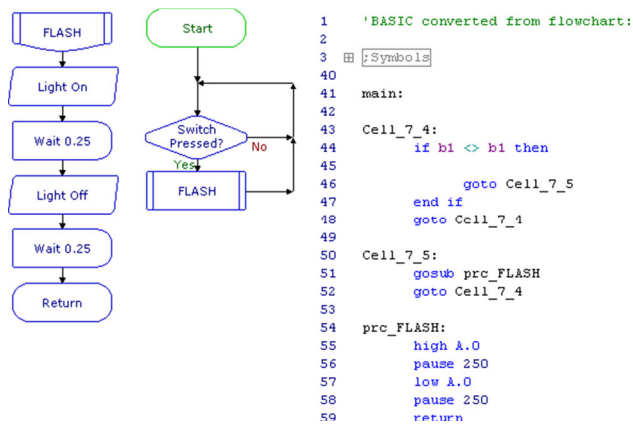 FLASH
Light On
Wait 0.25
Light Off
Wait 0.25
Return
Start
Switch
Pressed?
No
Yes
FLASH
1 'BASIC converted from flowchart:
2
3 ;Symbols
40
41 main:
42
43 Cell_7_4:
44 if b1 <> b1 then
45
46 goto Cell_7_5
47 end if
48 goto Cell_7_4
49
50 Cell_7_5:
51 gosub prc_FLASH
52 goto Cell_7_4
53
54 prc_FLASH:
55 high A.0
56 pause 250
57 low A.0
58 pause 250
59 return